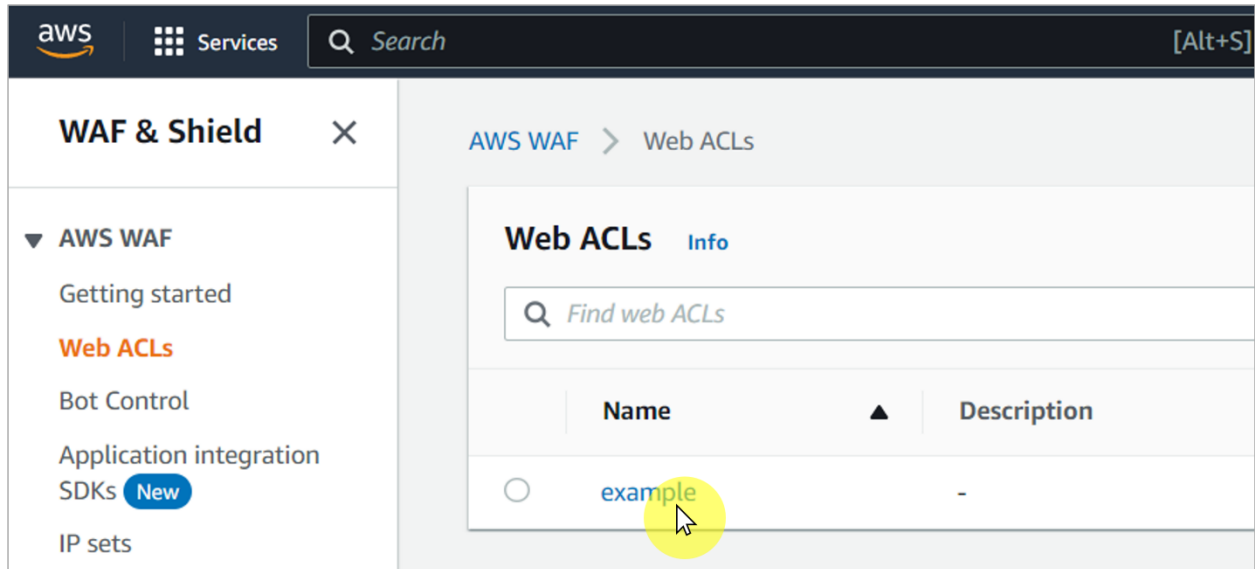 aws Services Search [Alt+S]
WAF & Shield
AWS WAF
Getting started
Web ACLs
Bot Control
Application integration
SDKs New
IP sets
AWS WAF > Web ACLs
Web ACLs Info
Find web ACLs
Name Description
example -